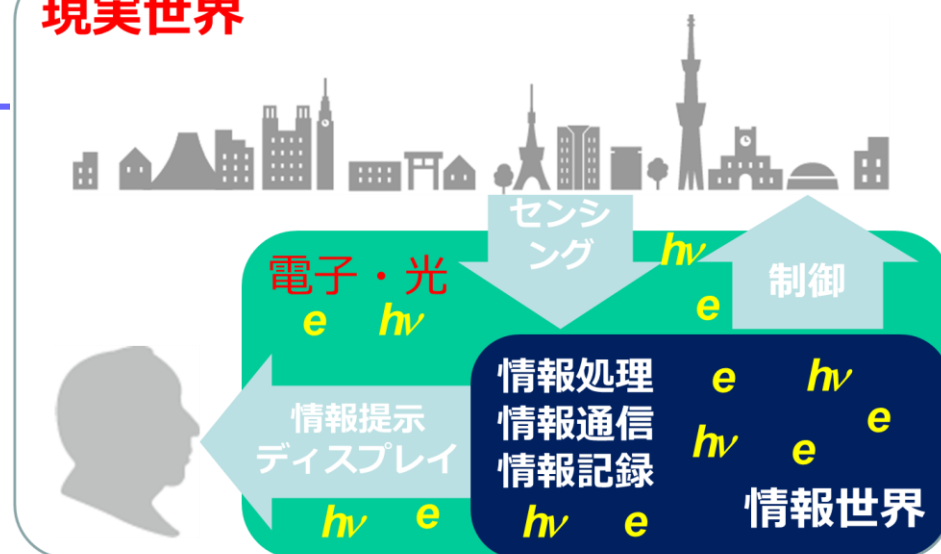 現実世界
センシ
ング
hν
制御
電子・光
e hν
e
情報提示
ディスプレイ
情報処理
情報通信
情報記録
e hν
hν e e
情報世界
hν e
hν e